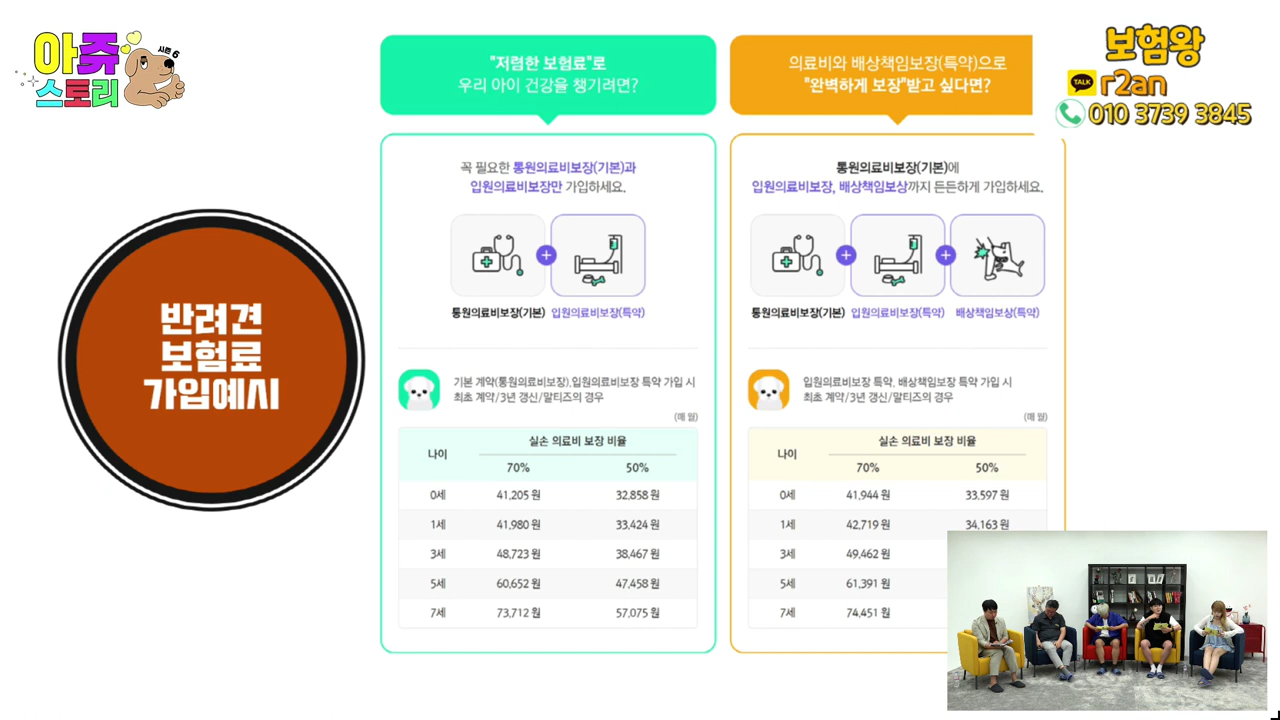 아쥬
스토리
시즌 6
"저렴한 보험료"로
우리 아이 건강을 챙기려면?
의료비와 배상책임보장(특약)으로
"완벽하게 보장"받고 싶다면?
보험왕
TALK r2an
010 3739 3845
꼭 필요한 통원의료비보장(기본)과
입원의료비보장만 가입하세요.
통원의료비보장(기본)에
입원의료비보장, 배상책임보상까지 든든하게 가입하세요.
통원의료비보장(기본) 입원의료비보장(특약)
통원의료비보장(기본) 입원의료비보장(특약) 배상책임보상(특약)
반려견
보험료
가입예시
기본 계약(통원의료비보장),입원의료비보장 특약 가입 시
최초 계약/3년 갱신/말티즈의 경우
(매 월)
나이 실손 의료비 보장 비율
70% 50%
0세 41,205 원 32,858 원
1세 41,980 원 33,424 원
3세 48,723 원 38,467 원
5세 60,652 원 47,458 원
7세 73,712 원 57,075 원
입원의료비보장 특약, 배상책임보장 특약 가입 시
최초 계약/3년 갱신/말티즈의 경우
(매 월)
나이 실손 의료비 보장 비율
70% 50%
0세 41,944 원 33,597 원
1세 42,719 원 34,163 원
3세 49,462 원
5세 61,391 원
7세 74,451 원